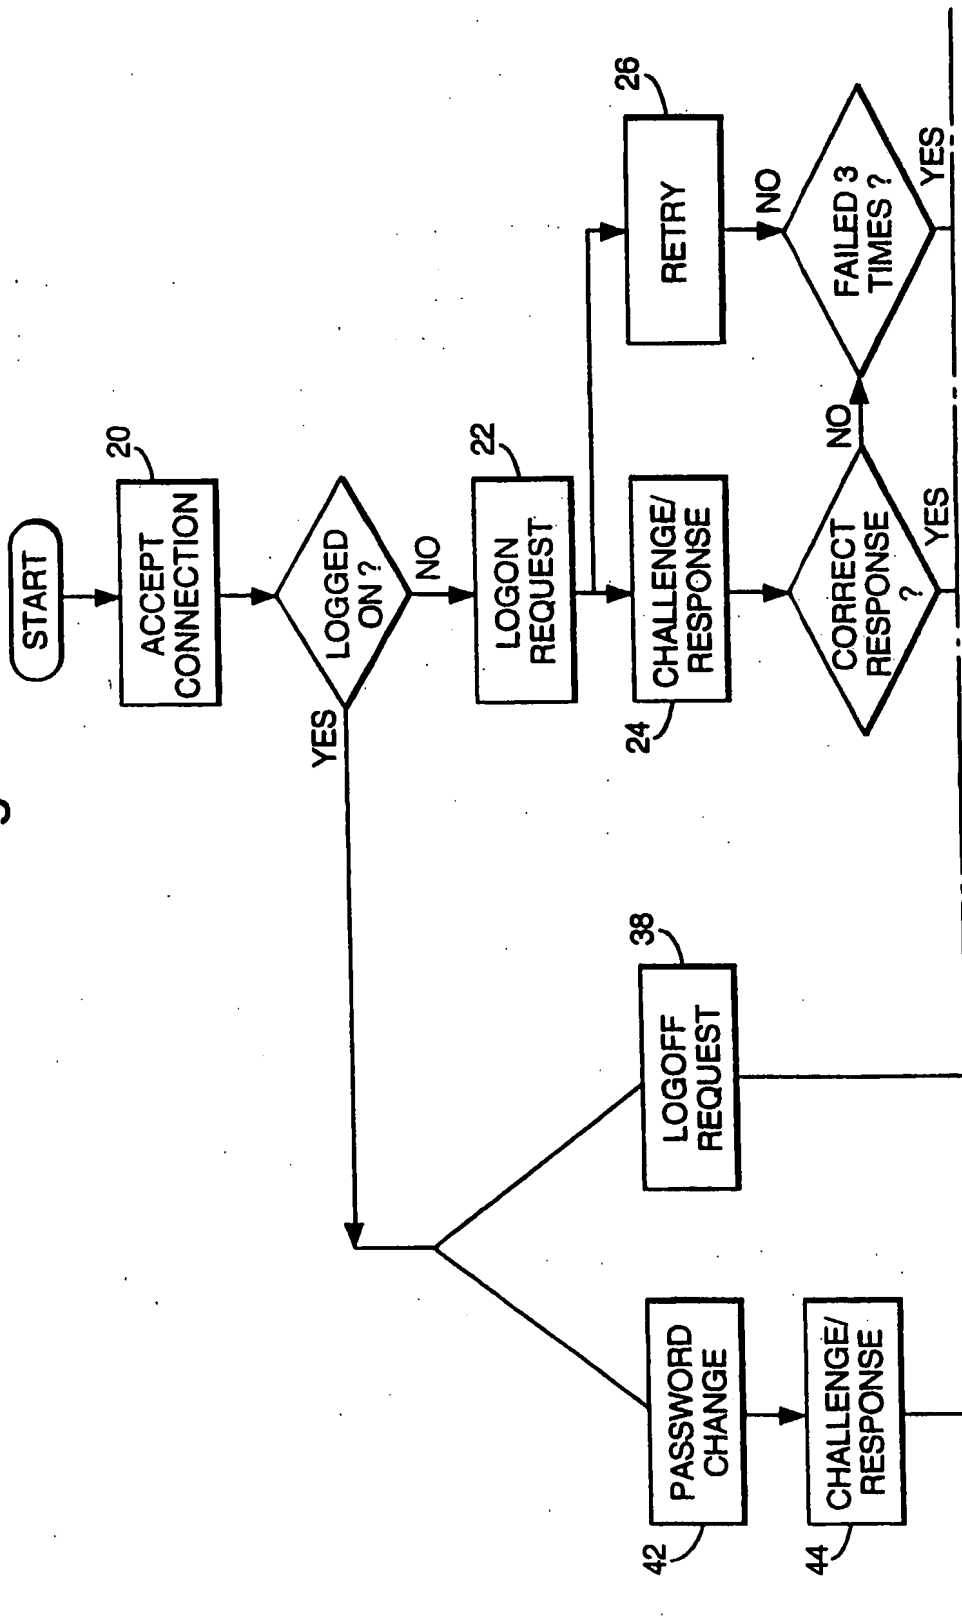 START
20
ACCEPT
CONNECTION
LOGGED
ON ?
YES
NO
22
LOGON
REQUEST
26
RETRY
24
CHALLENGE/
RESPONSE
38
LOGOFF
REQUEST
42
PASSWORD
CHANGE
NO
FAILED 3
TIMES ?
YES
NO
CORRECT
RESPONSE
?
YES
44
CHALLENGE/
RESPONSE